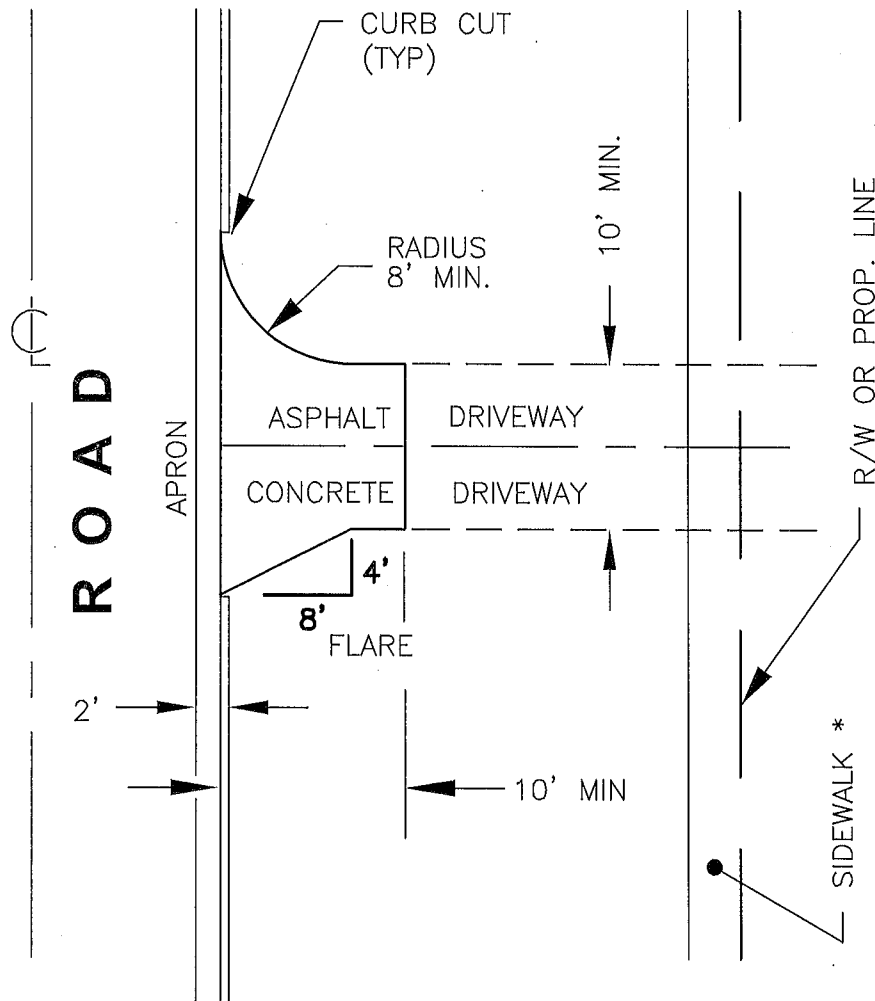 CURB CUT
(TYP)
10' MIN.
RADIUS
8' MIN.
R/W OR PROP. LINE
℄
ROAD
APRON
ASPHALT DRIVEWAY
CONCRETE DRIVEWAY
4'
8'
FLARE
2'
10' MIN
SIDEWALK *